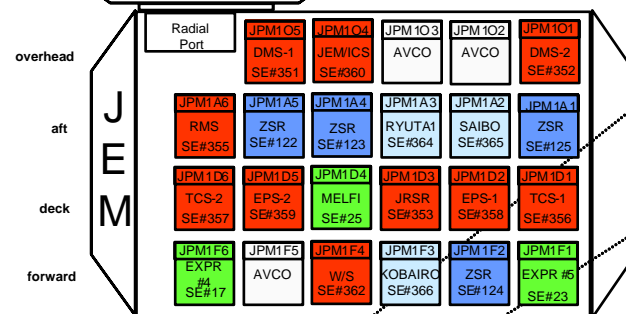 Radial
Port
overhead
JPM1O5
DMS-1
SE#351
JPM1O4
JEM/ICS
SE#360
JPM1O3
AVCO
JPM1O2
AVCO
JPM1O1
DMS-2
SE#352
aft
JPM1A6
RMS
SE#355
JPM1A5
ZSR
SE#122
JPM1A4
ZSR
SE#123
JPM1A3
RYUTA1
SE#364
JPM1A2
SAIBO
SE#365
JPM1A1
ZSR
SE#125
J
E
M
deck
JPM1D6
TCS-2
SE#357
JPM1D5
EPS-2
SE#359
JPM1D4
MELFI
SE#25
JPM1D3
JRSR
SE#353
JPM1D2
EPS-1
SE#358
JPM1D1
TCS-1
SE#356
forward
JPM1F6
EXPR
#4
SE#17
JPM1F5
AVCO
JPM1F4
W/S
SE#362
JPM1F3
KOBAIRO
SE#366
JPM1F2
ZSR
SE#124
JPM1F1
EXPR #5
SE#23